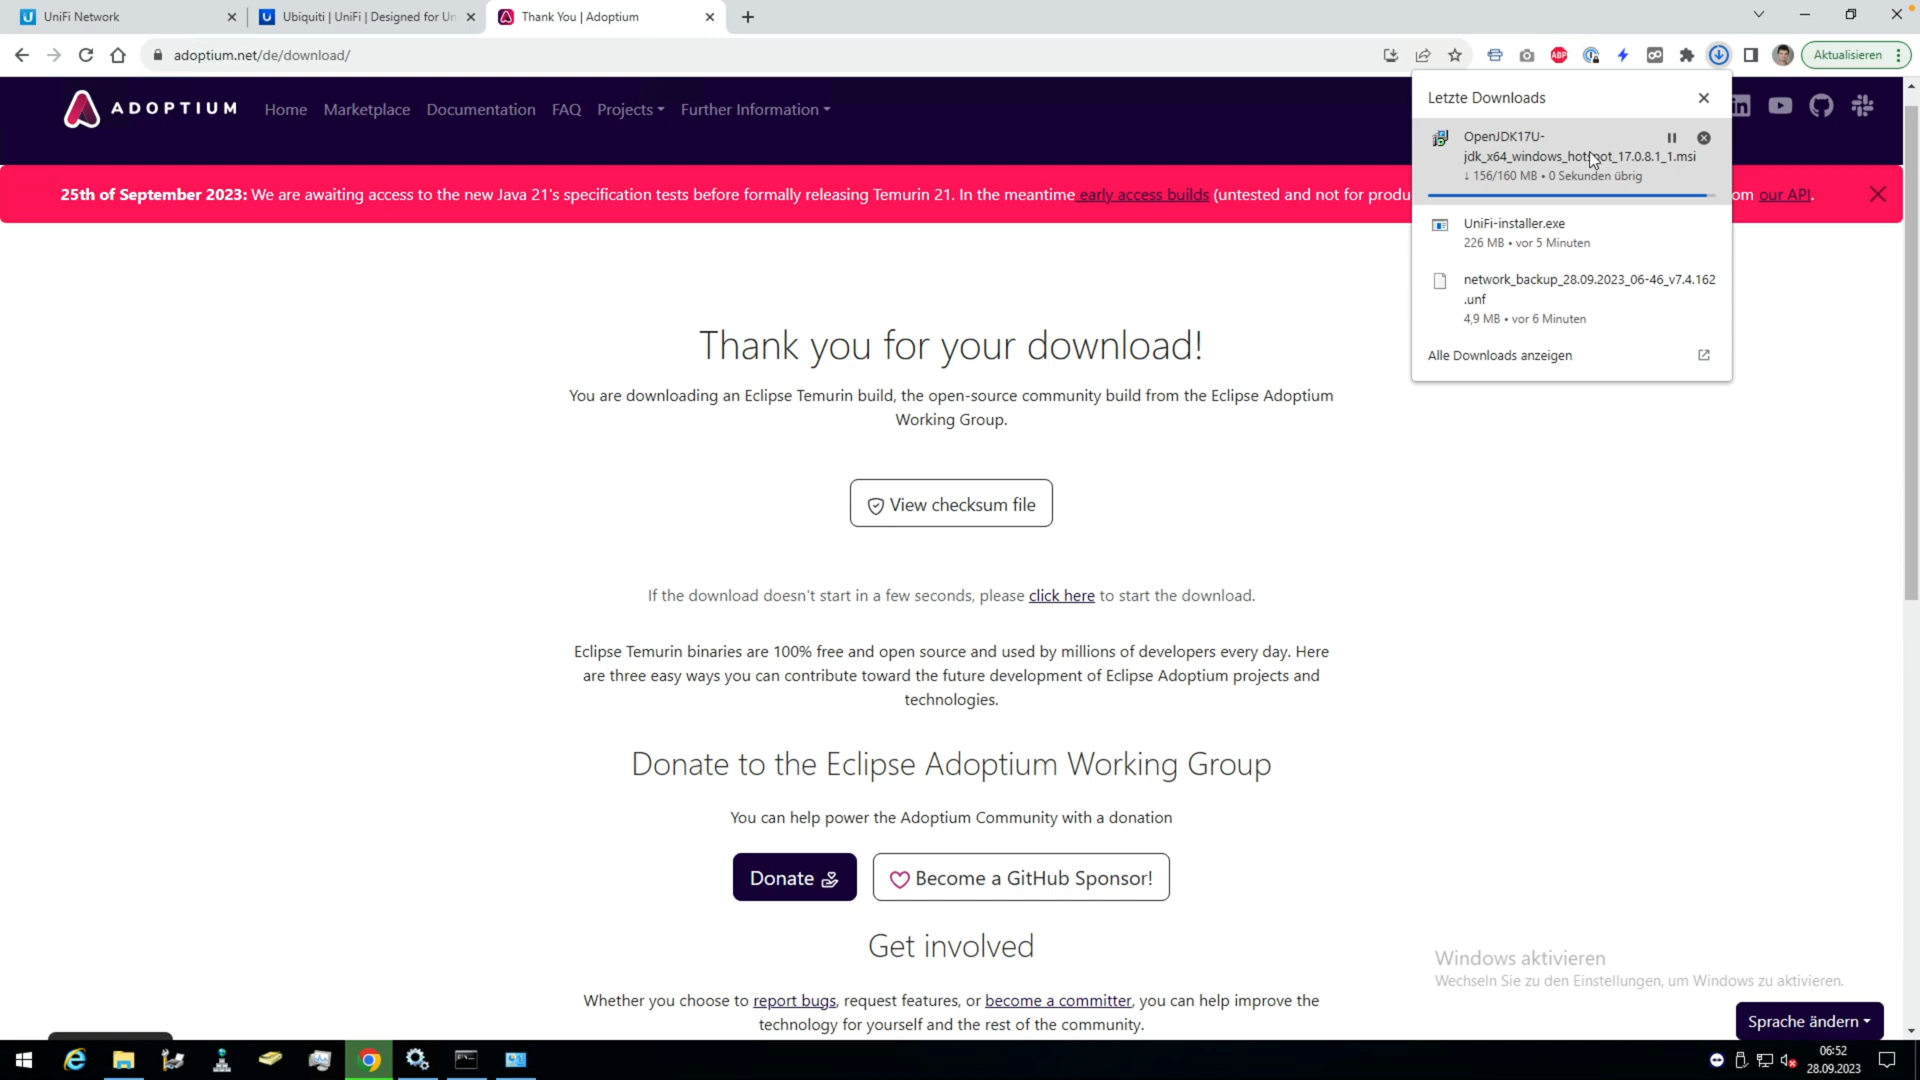 UniFi Network
Ubiquiti | UniFi | Designed for Un
Thank You | Adoptium
adoptium.net/de/download/
ABP
Aktualisieren
ADOPTIUM
Home
Marketplace
Documentation
FAQ
Projects
Further Information
Letzte Downloads
OpenJDK17U-
jdk_x64_windows_hotspot_17.0.8.1_1.msi
↓ 156/160 MB • 0 Sekunden übrig
UniFi-installer.exe
226 MB • vor 5 Minuten
network_backup_28.09.2023_06-46_v7.4.162
.unf
4,9 MB • vor 6 Minuten
Alle Downloads anzeigen
25th of September 2023: We are awaiting access to the new Java 21's specification tests before formally releasing Temurin 21. In the meantime early access builds (untested and not for produ
om our API.
Thank you for your download!
You are downloading an Eclipse Temurin build, the open-source community build from the Eclipse Adoptium
Working Group.
View checksum file
If the download doesn't start in a few seconds, please click here to start the download.
Eclipse Temurin binaries are 100% free and open source and used by millions of developers every day. Here
are three easy ways you can contribute toward the future development of Eclipse Adoptium projects and
technologies.
Donate to the Eclipse Adoptium Working Group
You can help power the Adoptium Community with a donation
Donate
Become a GitHub Sponsor!
Get involved
Windows aktivieren
Wechseln Sie zu den Einstellungen, um Windows zu aktivieren.
Whether you choose to report bugs, request features, or become a committer, you can help improve the
technology for yourself and the rest of the community.
Sprache ändern
06:52
28.09.2023